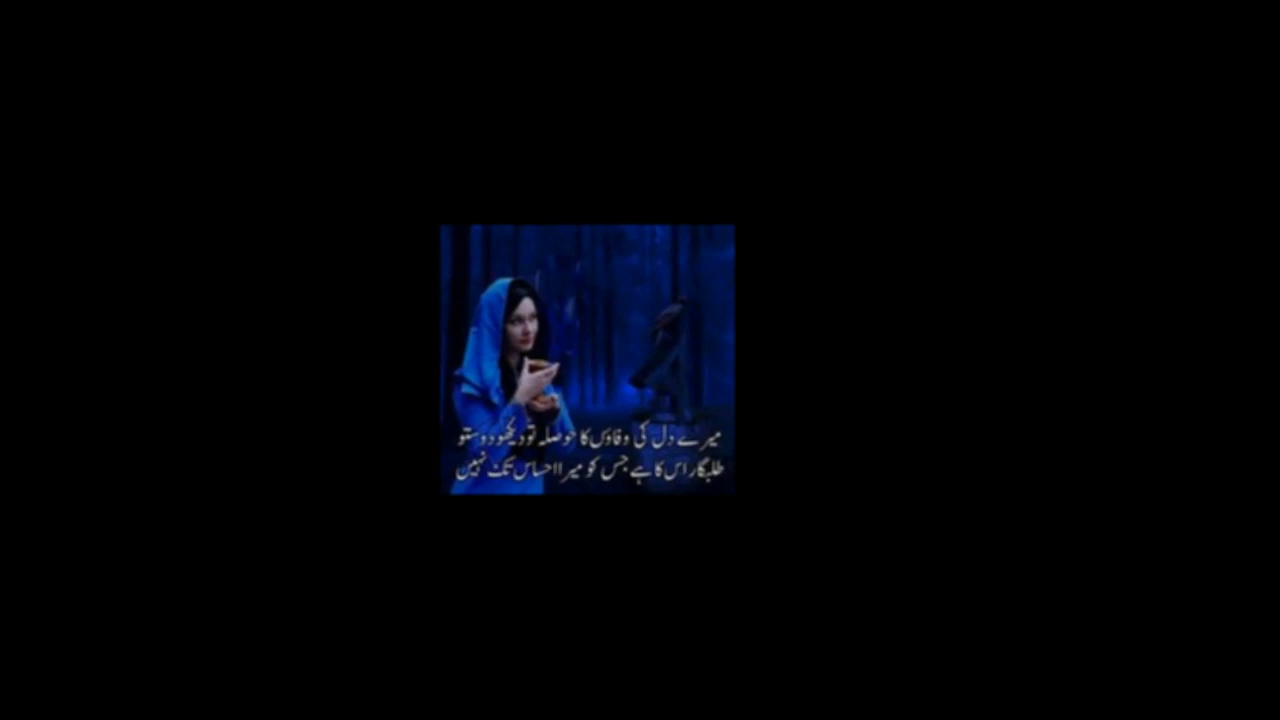 میرے دل کی وفاؤں کا حوصلہ تو دیکھو دوستو
طلبگار اس کا ہے جس کو میرا احساس تک نہیں